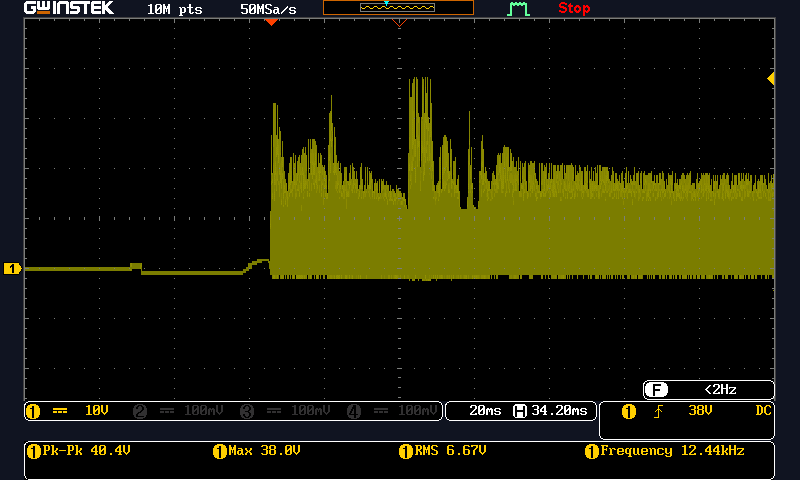 GWINSTEK 10M pts 50MSa/s Stop
1
F <2Hz
1 10V 2 100mV 3 100mV 4 100mV 20ms H 34.20ms 1 38V DC
1 Pk-Pk 40.4V 1 Max 38.0V 1 RMS 6.67V 1 Frequency 12.44kHz